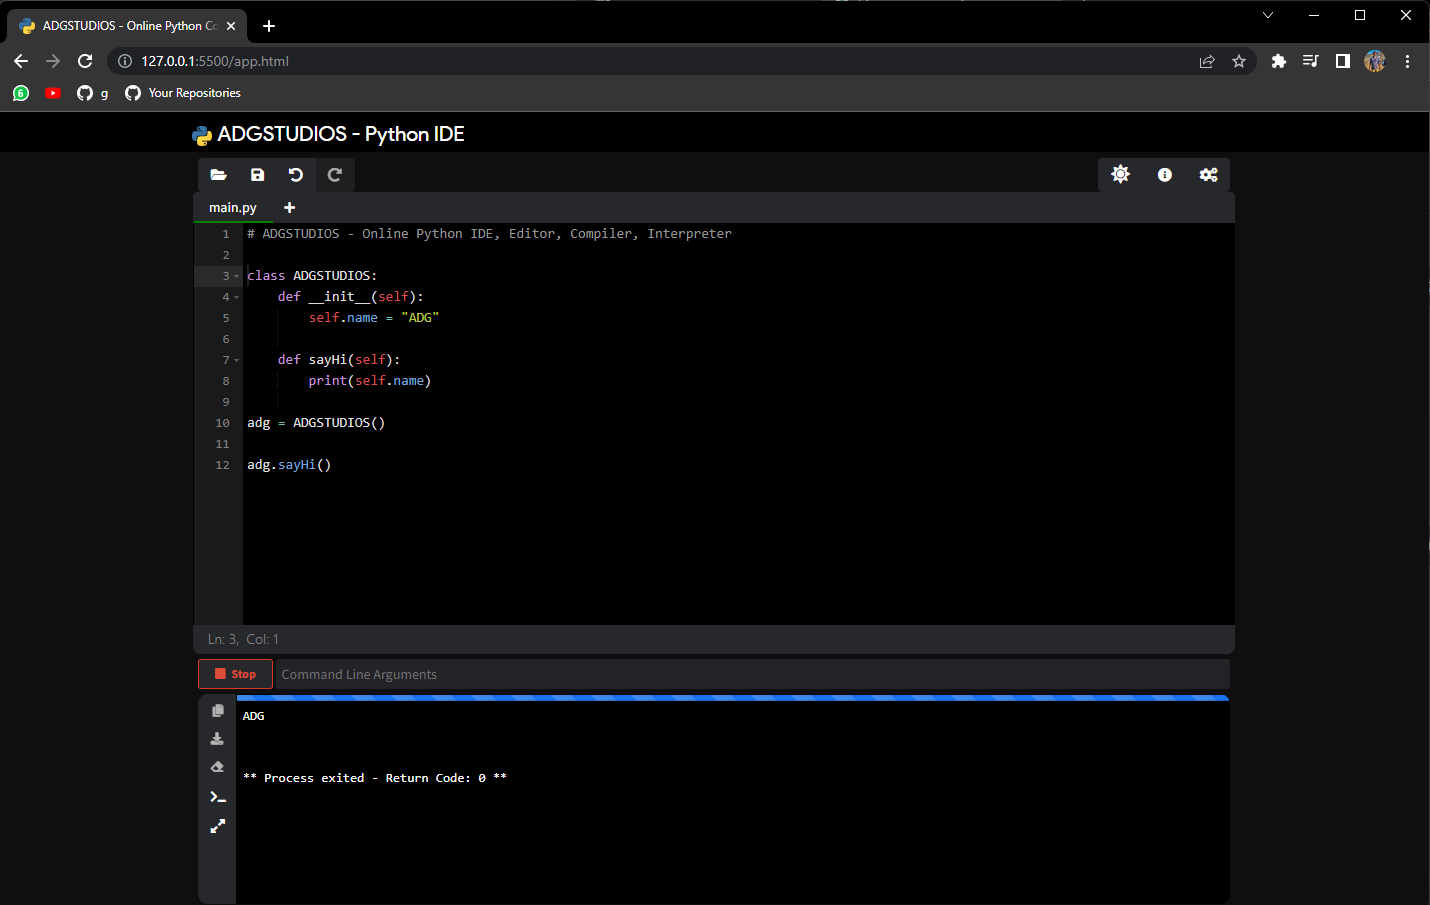 ADGSTUDIOS - Online Python Co
127.0.0.1:5500/app.html
6
g
Your Repositories
ADGSTUDIOS - Python IDE
main.py
1 # ADGSTUDIOS - Online Python IDE, Editor, Compiler, Interpreter
2
3 class ADGSTUDIOS:
4     def __init__(self):
5         self.name = "ADG"
6
7     def sayHi(self):
8         print(self.name)
9
10 adg = ADGSTUDIOS()
11
12 adg.sayHi()
Ln: 3, Col: 1
Stop
Command Line Arguments
ADG
** Process exited - Return Code: 0 **